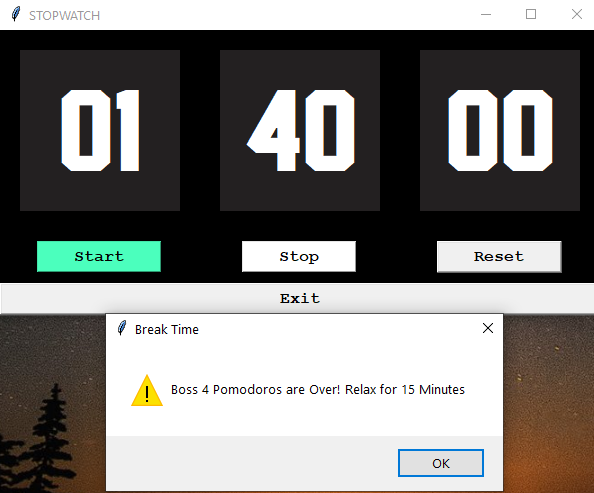 STOPWATCH
01 40 00
Start Stop Reset
Exit
Break Time
Boss 4 Pomodoros are Over! Relax for 15 Minutes
OK